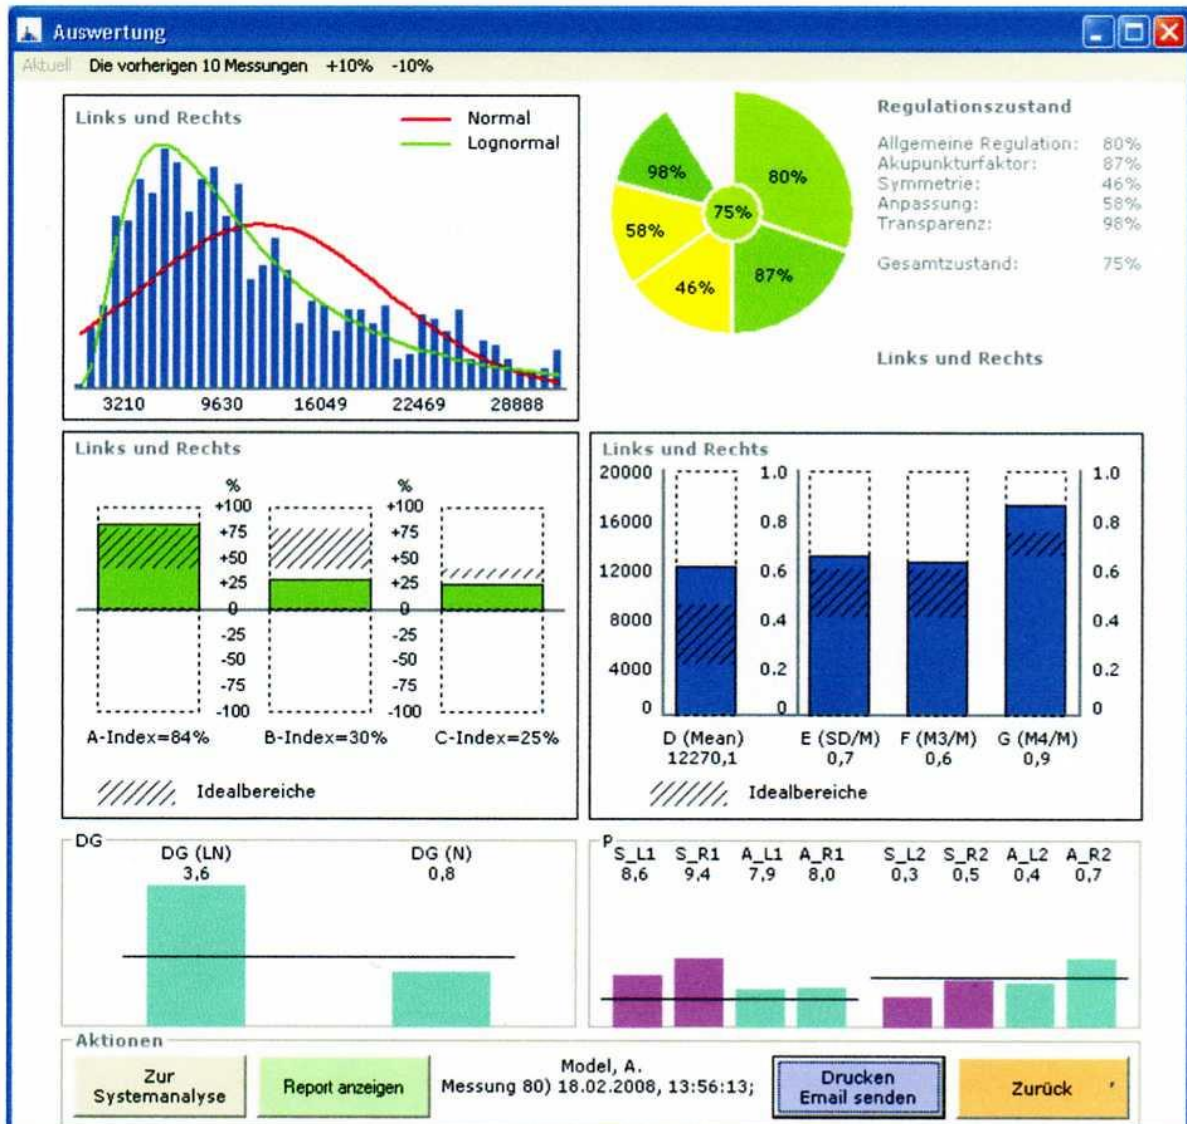 Auswertung
Aktuell Die vorherigen 10 Messungen +10% -10%
Links und Rechts
Normal
Lognormal
3210 9630 16049 22469 28888
98%
80%
75%
58%
46%
87%
Regulationszustand
Allgemeine Regulation: 80%
Akupunkturfaktor: 87%
Symmetrie: 46%
Anpassung: 58%
Transparenz: 98%
Gesamtzustand: 75%
Links und Rechts
Links und Rechts
% %
+100 +100
+75 +75
+50 +50
+25 +25
0 0
-25 -25
-50 -50
-75 -75
-100 -100
A-Index=84% B-Index=30% C-Index=25%
Idealbereiche
Links und Rechts
20000 1.0 1.0
16000 0.8 0.8
12000 0.6 0.6
8000 0.4 0.4
4000 0.2 0.2
0 0 0
D (Mean) E (SD/M) F (M3/M) G (M4/M)
12270,1 0,7 0,6 0,9
Idealbereiche
DG
DG (LN) DG (N)
3,6 0,8
P
S_L1 S_R1 A_L1 A_R1 S_L2 S_R2 A_L2 A_R2
8,6 9,4 7,9 8,0 0,3 0,5 0,4 0,7
Aktionen
Zur
Systemanalyse
Report anzeigen
Model, A.
Messung 80) 18.02.2008, 13:56:13;
Drucken
Email senden
Zurück